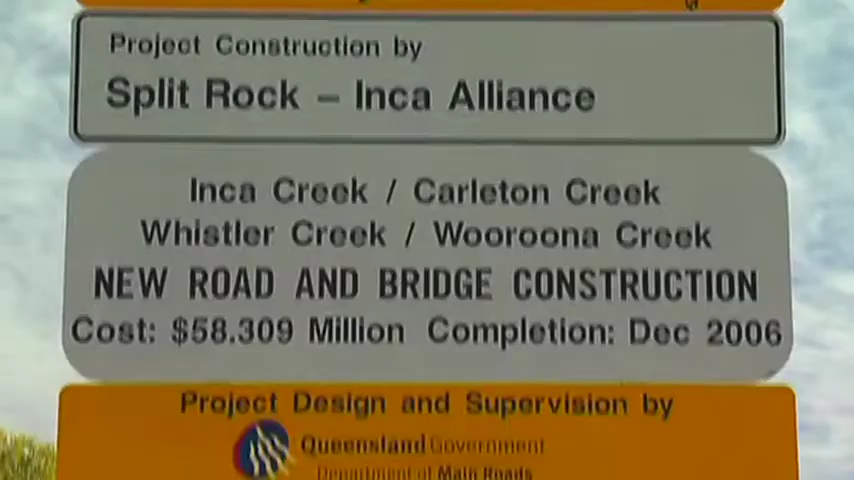 Project Construction by
Split Rock – Inca Alliance
Inca Creek / Carleton Creek
Whistler Creek / Wooroona Creek
NEW ROAD AND BRIDGE CONSTRUCTION
Cost: $58.309 Million Completion: Dec 2006
Project Design and Supervision by
Queensland Government
Department of Main Roads